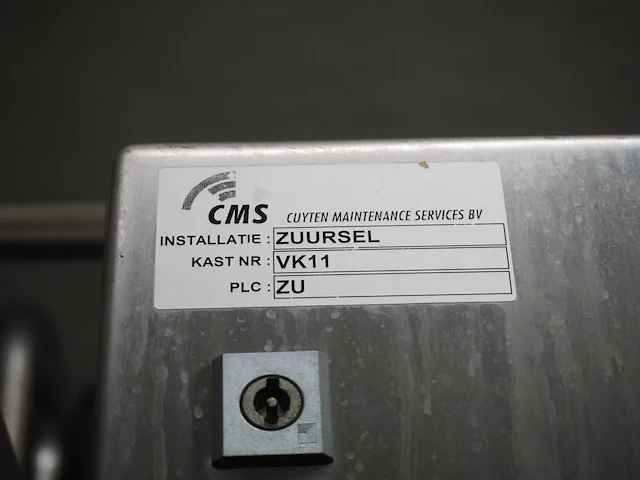 CMS CUYTEN MAINTENANCE SERVICES BV
INSTALLATIE : ZUURSEL
KAST NR : VK11
PLC : ZU